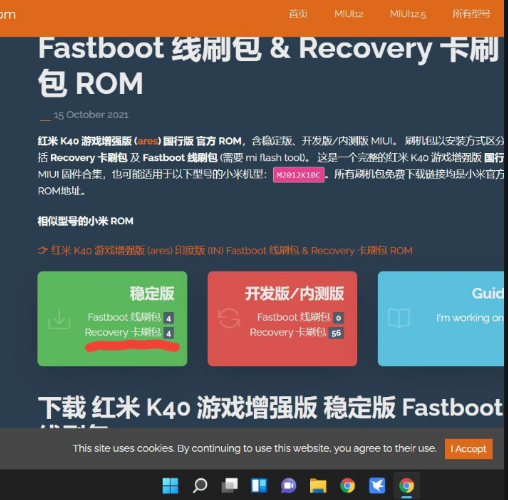 om 首页 MIUI12 MIUI12.5 所有型号
Fastboot 线刷包 & Recovery 卡刷
包 ROM
15 October 2021
红米 K40 游戏增强版 (ares) 国行版 官方 ROM，含稳定版、开发版/内测版 MIUI。 刷机包以安装方式区分
括 Recovery 卡刷包 及 Fastboot 线刷包 (需要 mi flash tool)。 这是一个完整的红米 K40 游戏增强版 国行
MIUI 固件合集，也可能适用于以下型号的小米机型： M2012K10C 。所有刷机包免费下载链接均是小米官方
ROM地址。
相似型号的小米 ROM
红米 K40 游戏增强版 (ares) 印度版 (IN) Fastboot 线刷包 & Recovery 卡刷包 ROM
稳定版
Fastboot 线刷包 4
Recovery 卡刷包 4
开发版/内测版
Fastboot 线刷包 0
Recovery 卡刷包 56
Guid
I'm working on
下载 红米 K40 游戏增强版 稳定版 Fastboot
This site uses cookies. By continuing to use this website, you agree to their use. I Accept